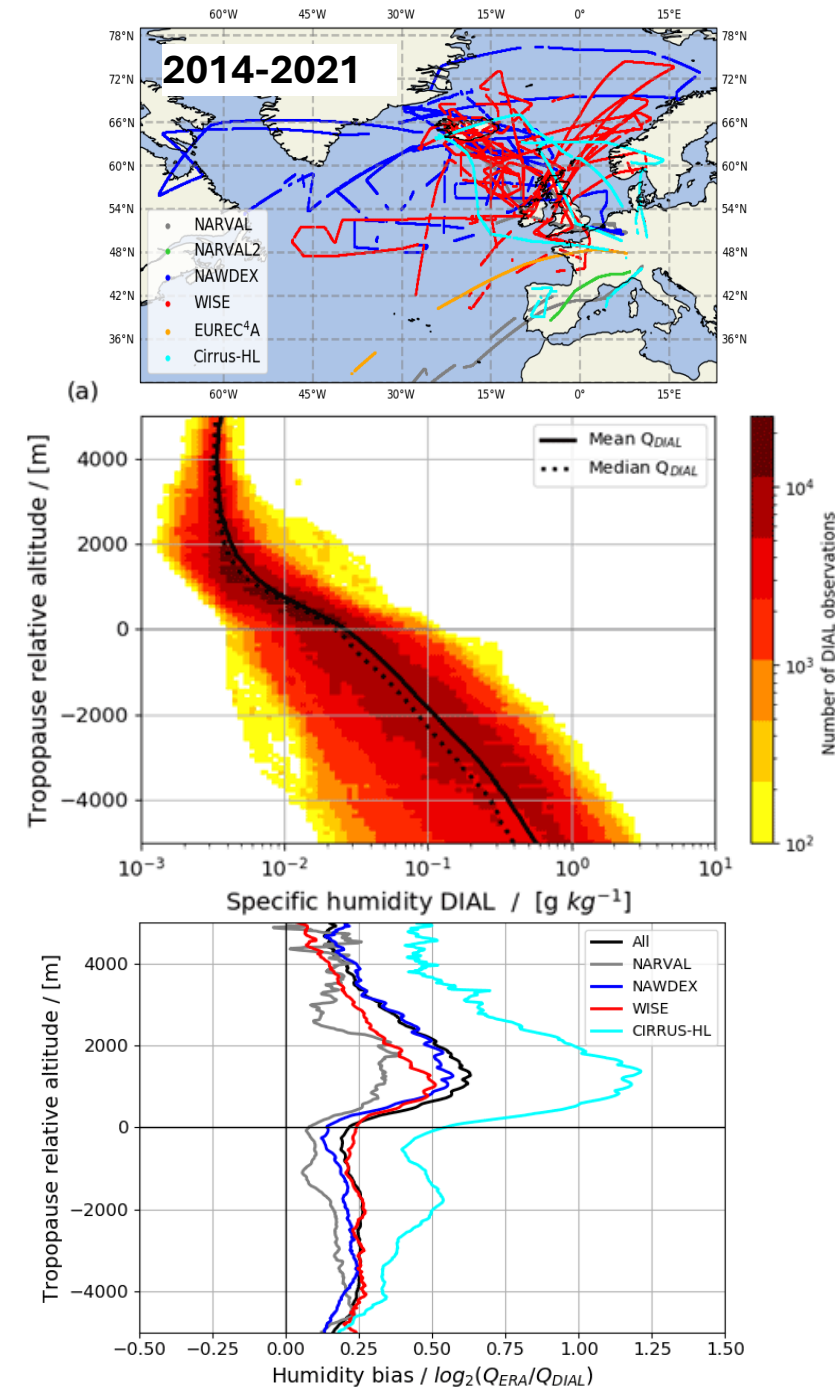 60°W 45°W 30°W 15°W 0° 15°E
2014-2021
78°N 78°N
72°N 72°N
66°N 66°N
60°N 60°N
54°N 54°N
48°N 48°N
42°N 42°N
36°N 36°N
NARVAL
NARVAL2
NAWDEX
WISE
EUREC⁴A
Cirrus-HL
60°W 45°W 30°W 15°W 0° 15°E
(a)
Tropopause relative altitude / [m]
4000
2000
0
−2000
−4000
Mean Q_DIAL
Median Q_DIAL
10⁻³ 10⁻² 10⁻¹ 10⁰ 10¹
Specific humidity DIAL / [g kg⁻¹]
10⁴
10³
10²
Number of DIAL observations
Tropopause relative altitude / [m]
4000
2000
0
−2000
−4000
All
NARVAL
NAWDEX
WISE
CIRRUS-HL
−0.50 −0.25 0.00 0.25 0.50 0.75 1.00 1.25 1.50
Humidity bias / log₂(Q_ERA/Q_DIAL)